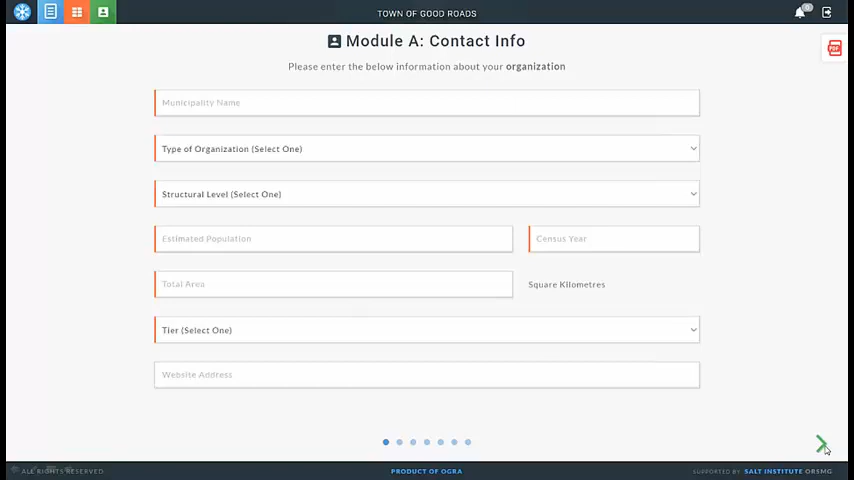 TOWN OF GOOD ROADS
0
Module A: Contact Info
PDF
Please enter the below information about your organization
Municipality Name
Type of Organization (Select One)
Structural Level (Select One)
Estimated Population
Census Year
Total Area
Square Kilometres
Tier (Select One)
Website Address
ALL RIGHTS RESERVED
PRODUCT OF OGRA
SUPPORTED BY SALT INSTITUTE ORSMG